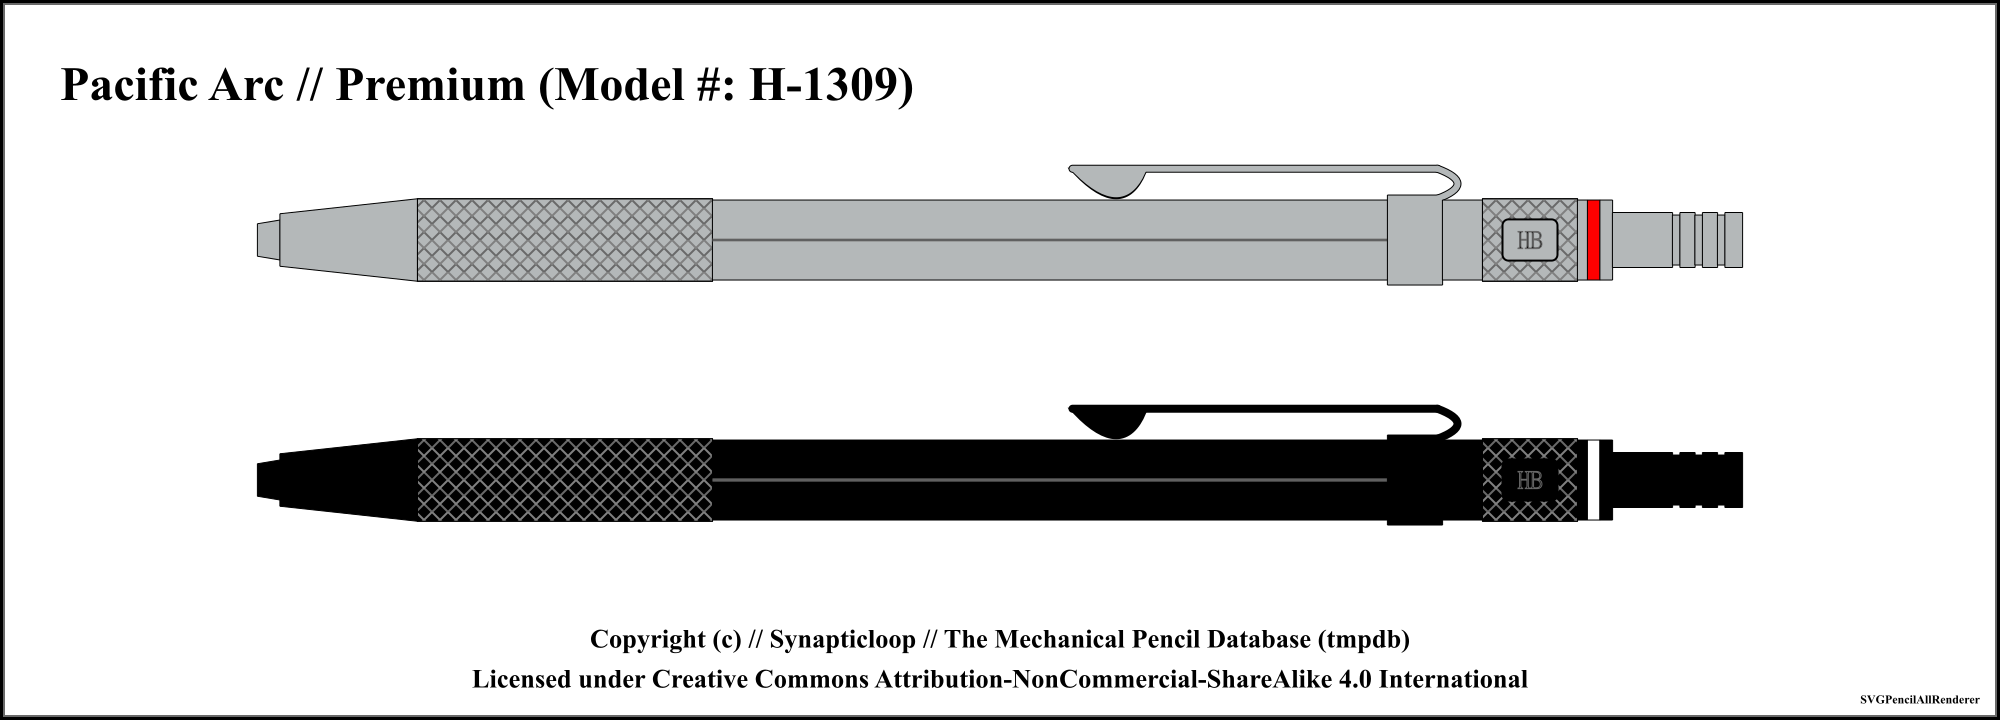 Pacific Arc // Premium (Model #: H-1309)
HB
HB
Copyright (c) // Synapticloop // The Mechanical Pencil Database (tmpdb)
Licensed under Creative Commons Attribution-NonCommercial-ShareAlike 4.0 International
SVGPencilAllRenderer